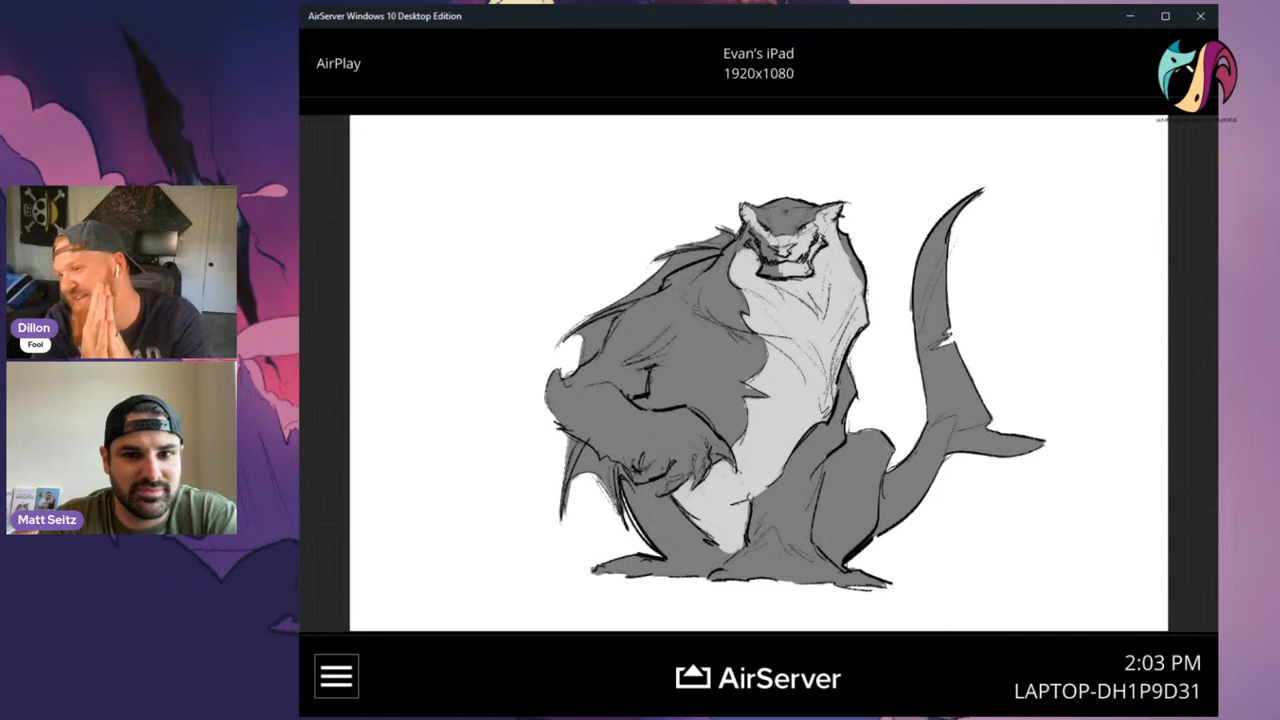 AirServer Windows 10 Desktop Edition
AirPlay
Evan's iPad
1920x1080
Dillon
Fool
Matt Seitz
AirServer
2:03 PM
LAPTOP-DH1P9D31